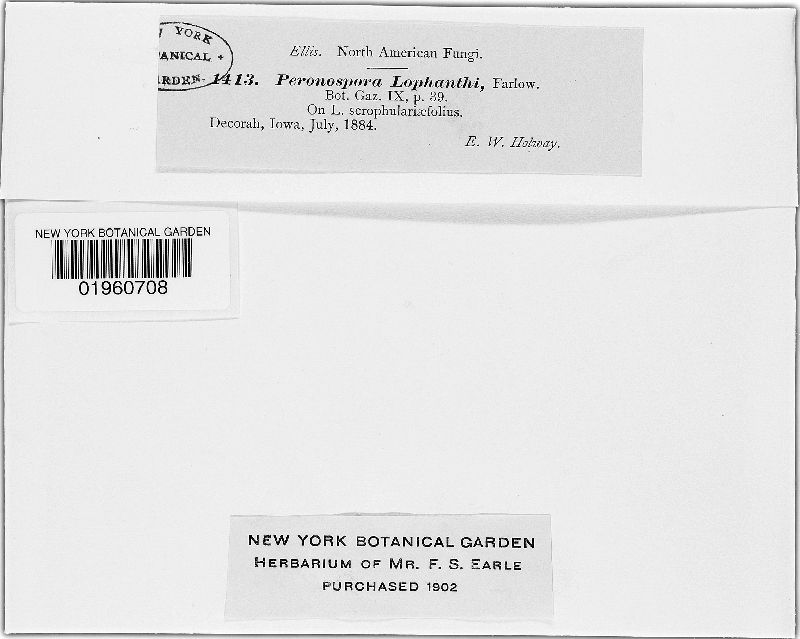 YORK
ANICAL +
RDEN-
Ellis. North American Fungi.
1413. Peronospora Lophanthi, Farlow.
Bot. Gaz. IX, p. 39.
On L. scrophulariæfolius.
Decorah, Iowa, July, 1884.
E. W. Holway.
NEW YORK BOTANICAL GARDEN
01960708
NEW YORK BOTANICAL GARDEN
HERBARIUM OF MR. F. S. EARLE
PURCHASED 1902